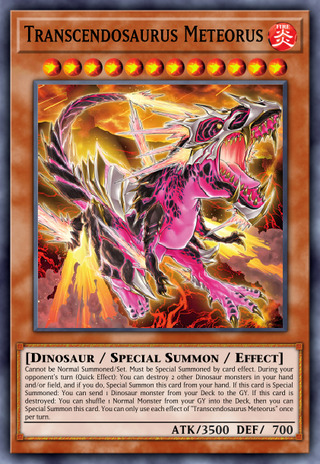 Transcendosaurus Meteorus
FIRE
炎
[Dinosaur / Special Summon / Effect]
Cannot be Normal Summoned/Set. Must be Special Summoned by card effect. During your
opponent's turn (Quick Effect): You can destroy 2 other Dinosaur monsters in your hand
and/or field, and if you do, Special Summon this card from your hand. If this card is Special
Summoned: You can send 1 Dinosaur monster from your Deck to the GY. If this card is
destroyed: You can shuffle 1 Normal Monster from your GY into the Deck, then you can
Special Summon this card. You can only use each effect of "Transcendosaurus Meteorus" once
per turn.
ATK/3500 DEF/ 700